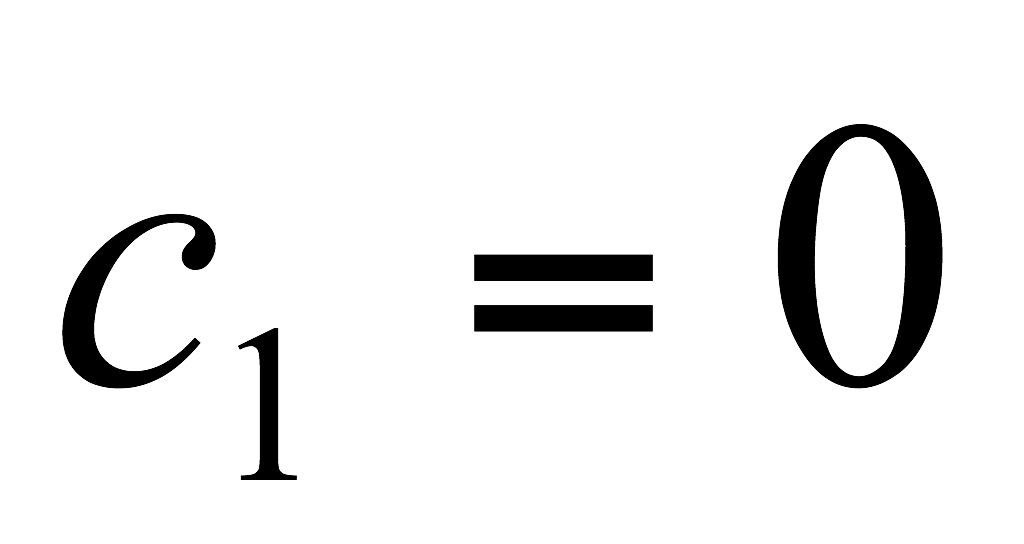 c₁ = 0